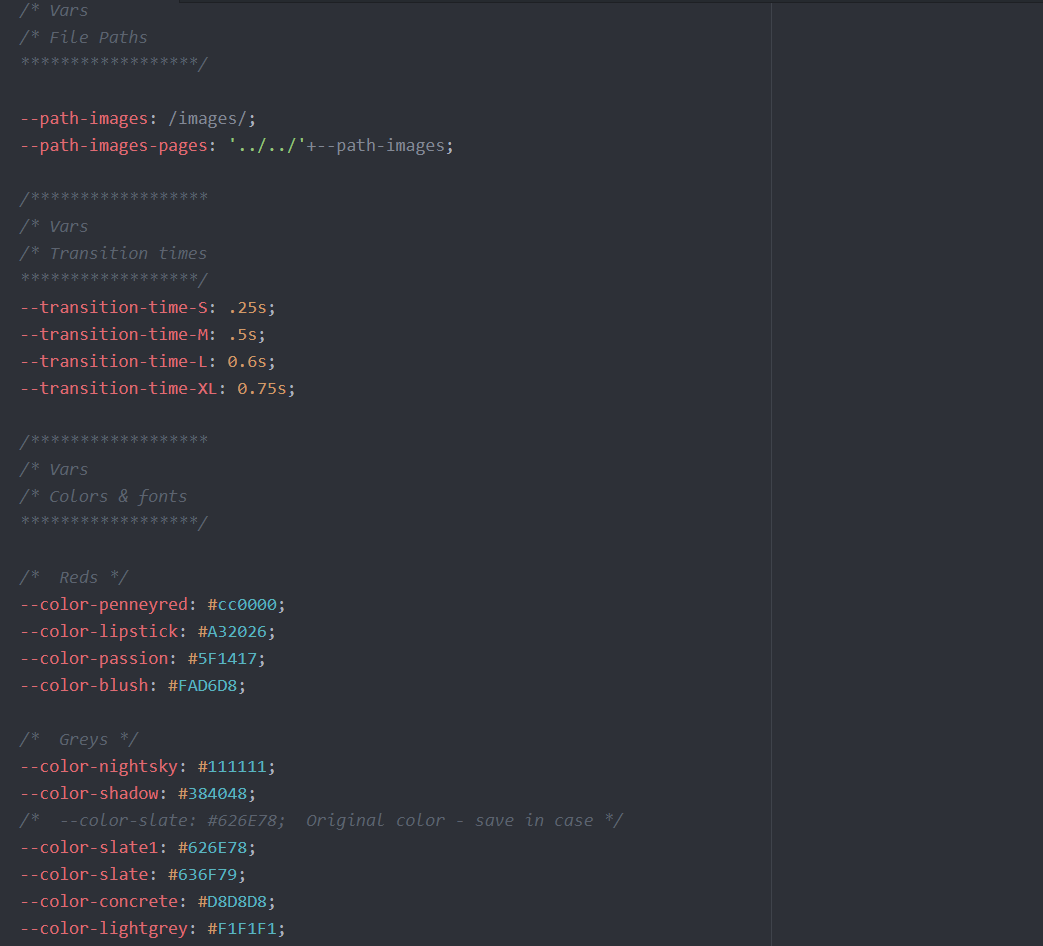 /* Vars
/* File Paths
******************/
--path-images: /images/;
--path-images-pages: '../../'+--path-images;
/******************
/* Vars
/* Transition times
******************/
--transition-time-S: .25s;
--transition-time-M: .5s;
--transition-time-L: 0.6s;
--transition-time-XL: 0.75s;
/******************
/* Vars
/* Colors & fonts
******************/
/*  Reds */
--color-penneyred: #cc0000;
--color-lipstick: #A32026;
--color-passion: #5F1417;
--color-blush: #FAD6D8;
/*  Greys */
--color-nightsky: #111111;
--color-shadow: #384048;
/*  --color-slate: #626E78;  Original color - save in case */
--color-slate1: #626E78;
--color-slate: #636F79;
--color-concrete: #D8D8D8;
--color-lightgrey: #F1F1F1;